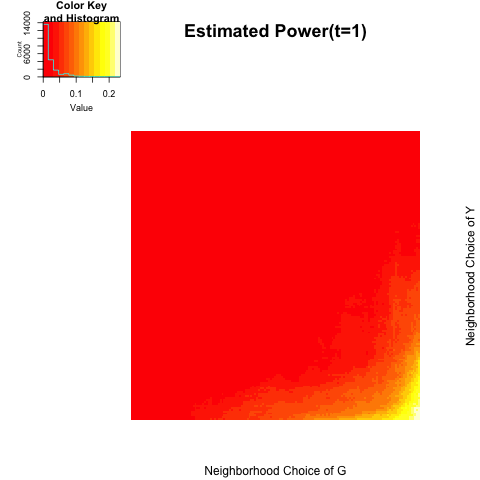 Color Key
and Histogram
Count
0 6000 14000
0 0.1 0.2
Value
Estimated Power(t=1)
Neighborhood Choice of Y
Neighborhood Choice of G